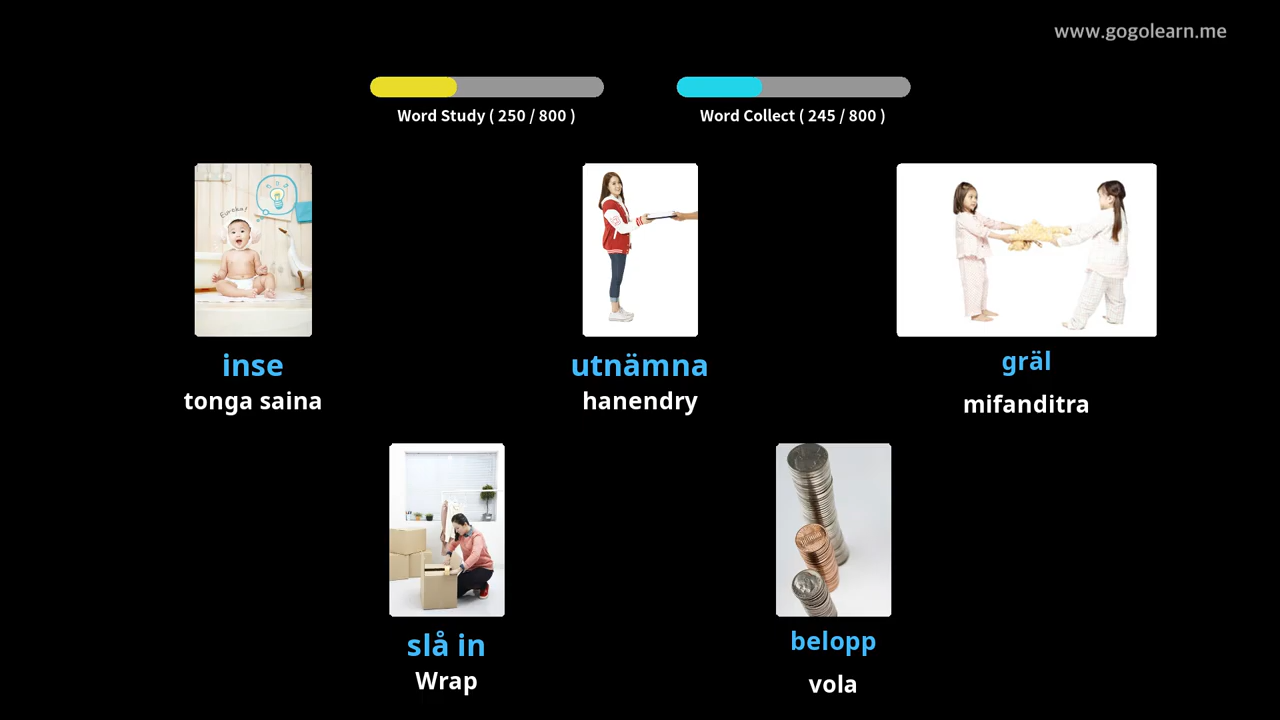 www.gogolearn.me
Word Study ( 250 / 800 )
Word Collect ( 245 / 800 )
Eureka!
inse
tonga saina
utnämna
hanendry
gräl
mifanditra
slå in
Wrap
belopp
vola